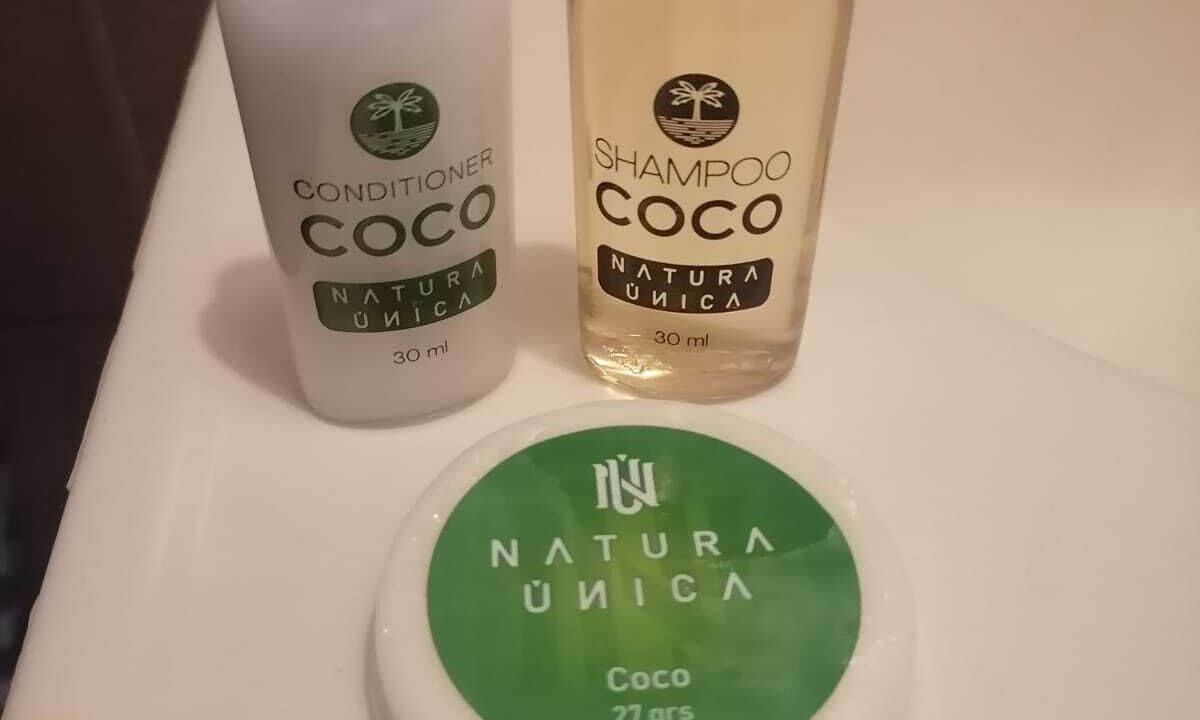 CONDITIONER
COCO
NATURA
ÚNICA
30 ml
SHAMPOO
COCO
NATURA
ÚNICA
30 ml
NATURA
ÚNICA
Coco
27 grs